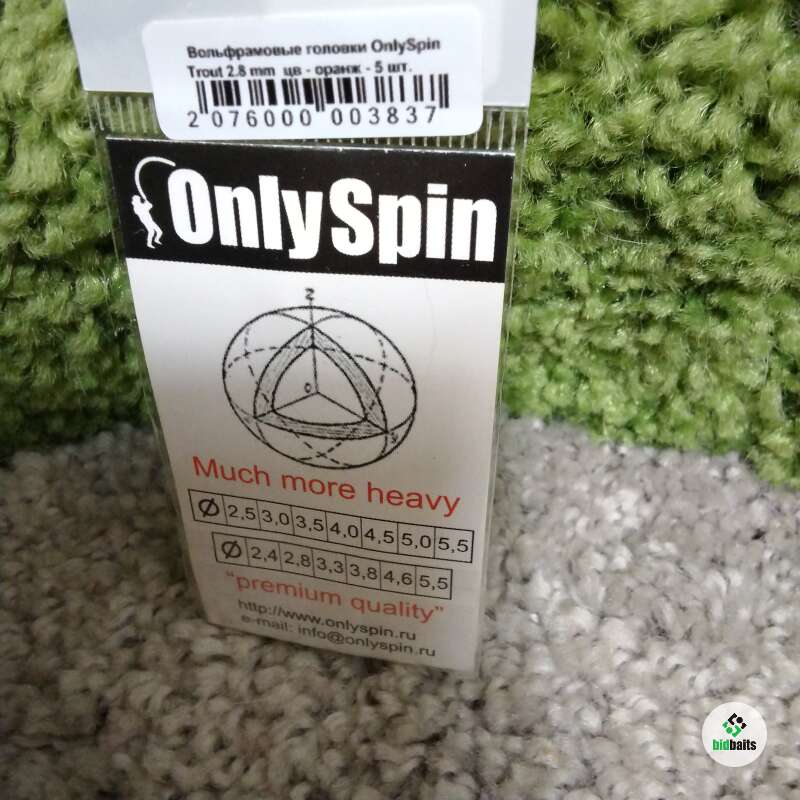 Вольфрамовые головки OnlySpin
Trout 2.8 mm цв - оранж - 5 шт.
2 076000 003837
OnlySpin
Z
0
Much more heavy
Ø 2,5 3,0 3,5 4,0 4,5 5,0 5,5
Ø 2,4 2,8 3,3 3,8 4,6 5,5
"premium quality"
http://www.onlyspin.ru
e-mail: info@onlyspin.ru
bidbaits